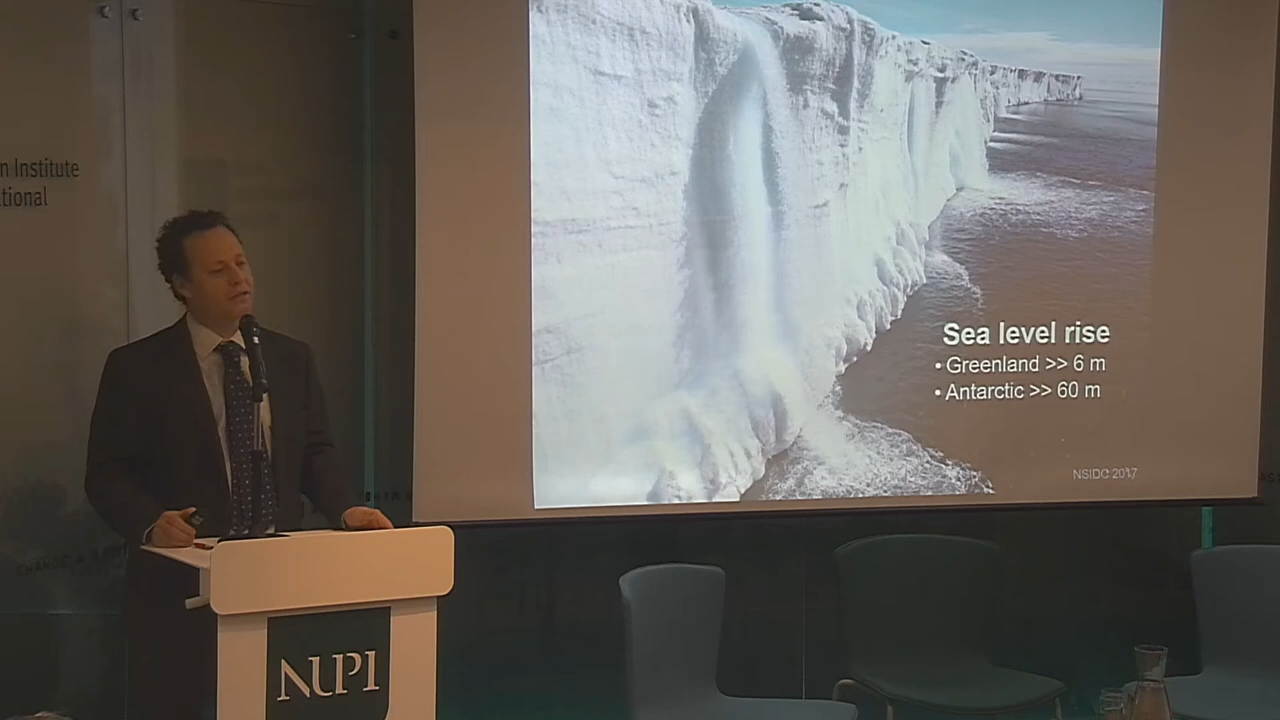 n Institute
tional
Sea level rise
• Greenland >> 6 m
• Antarctic >> 60 m
NSIDC 2017
NUPI